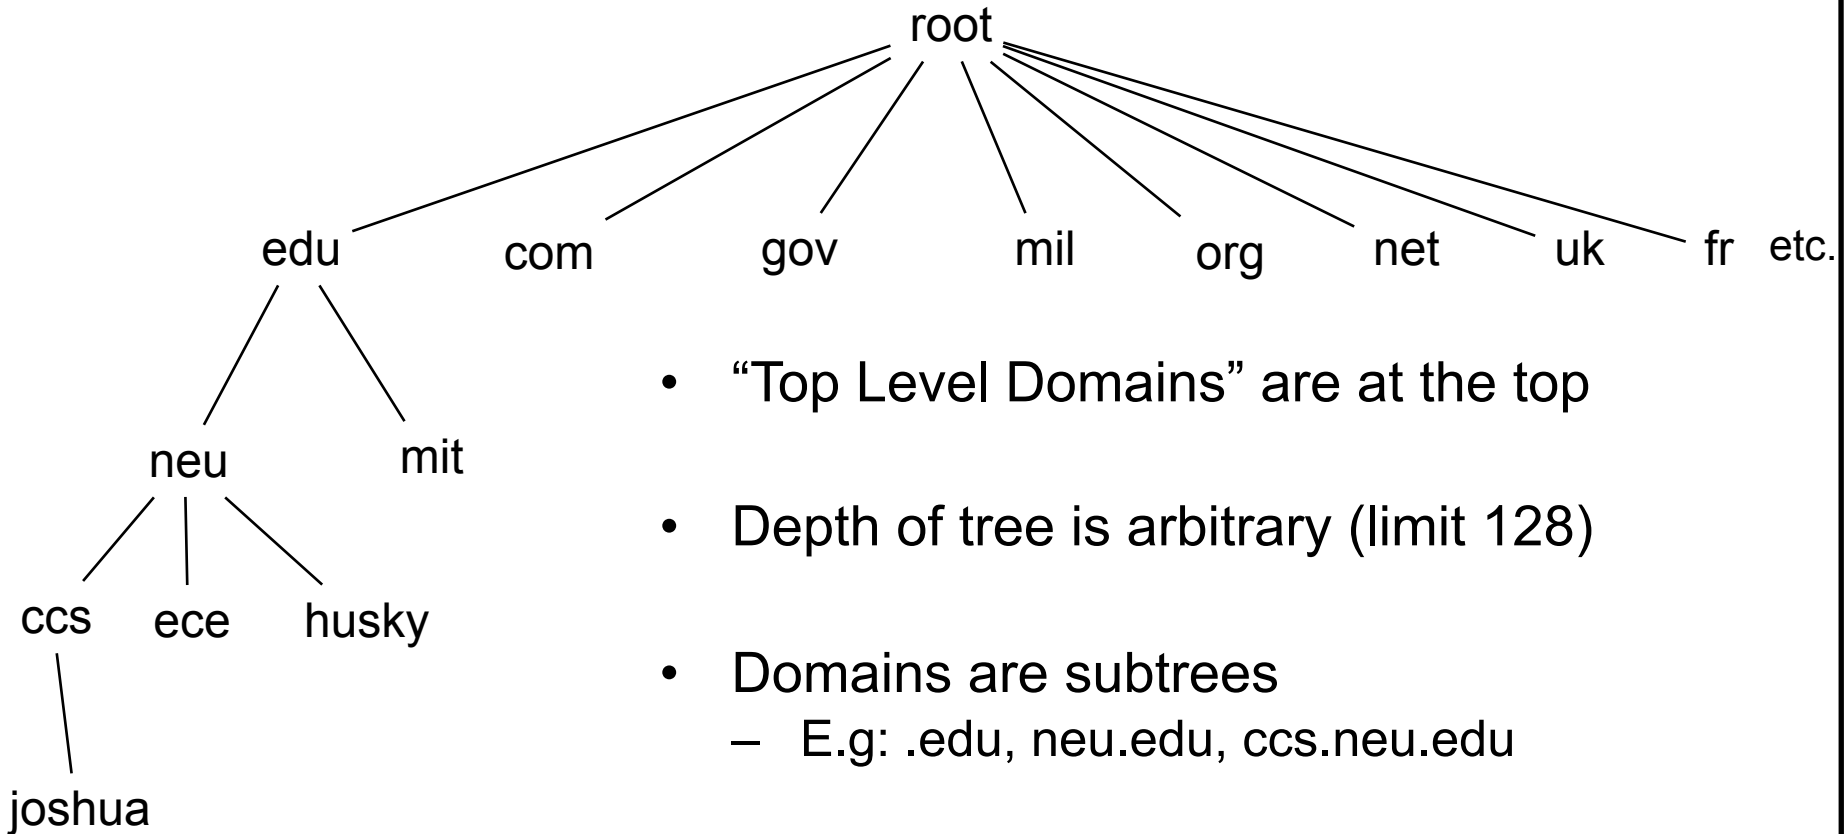 root
edu com gov mil org net uk fr etc.
• “Top Level Domains” are at the top
neu mit
• Depth of tree is arbitrary (limit 128)
ccs ece husky
• Domains are subtrees
– E.g: .edu, neu.edu, ccs.neu.edu
joshua